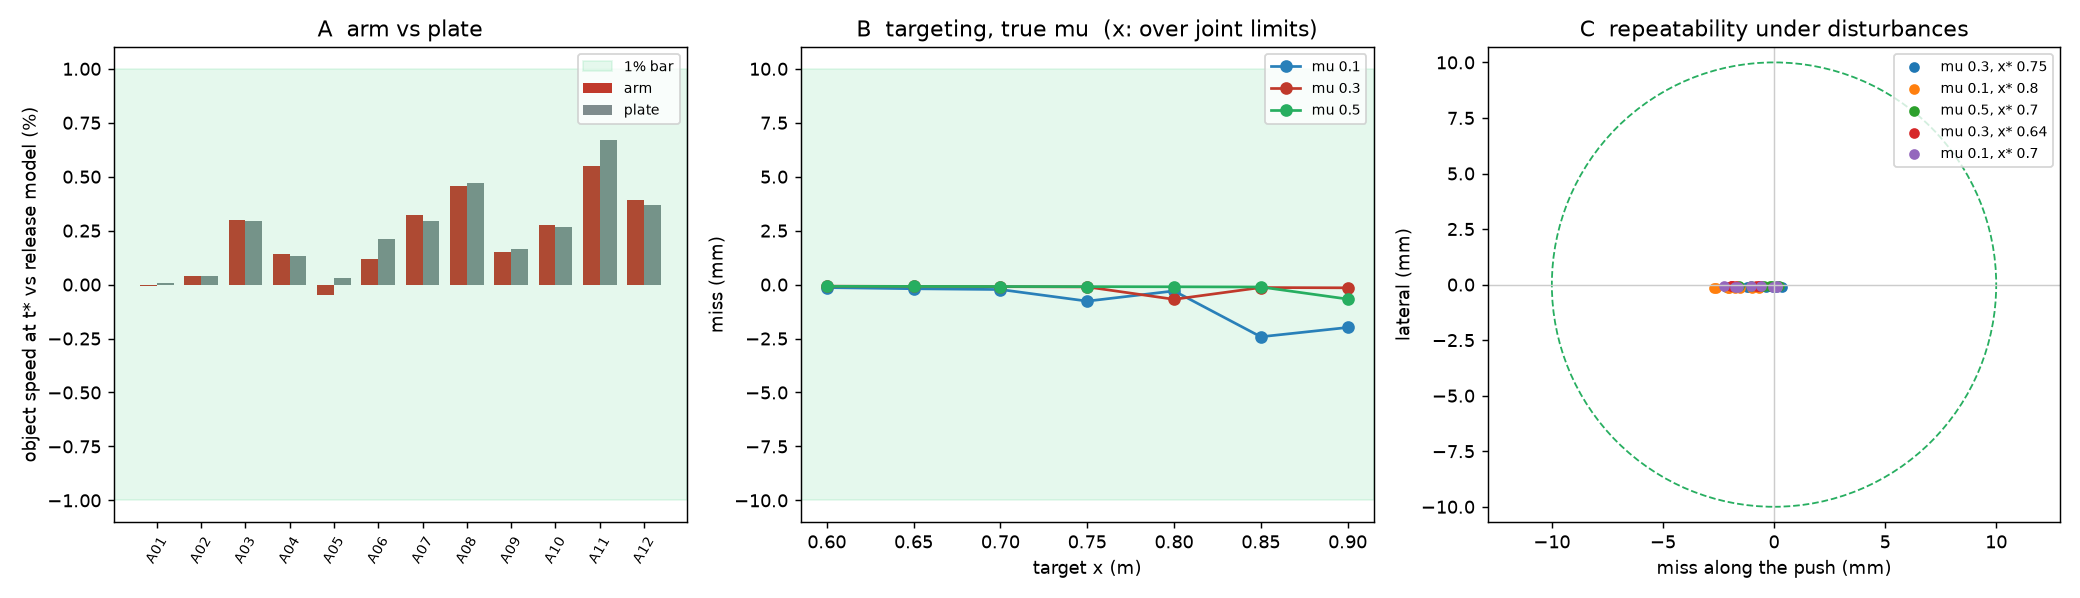 A  arm vs plate
object speed at t* vs release model (%)
1.00
0.75
0.50
0.25
0.00
−0.25
−0.50
−0.75
−1.00
1% bar
arm
plate
A01 A02 A03 A04 A05 A06 A07 A08 A09 A10 A11 A12
B  targeting, true mu  (x: over joint limits)
miss (mm)
10.0
7.5
5.0
2.5
0.0
−2.5
−5.0
−7.5
−10.0
mu 0.1
mu 0.3
mu 0.5
0.60 0.65 0.70 0.75 0.80 0.85 0.90
target x (m)
C  repeatability under disturbances
lateral (mm)
10.0
7.5
5.0
2.5
0.0
−2.5
−5.0
−7.5
−10.0
mu 0.3, x* 0.75
mu 0.1, x* 0.8
mu 0.5, x* 0.7
mu 0.3, x* 0.64
mu 0.1, x* 0.7
−10 −5 0 5 10
miss along the push (mm)